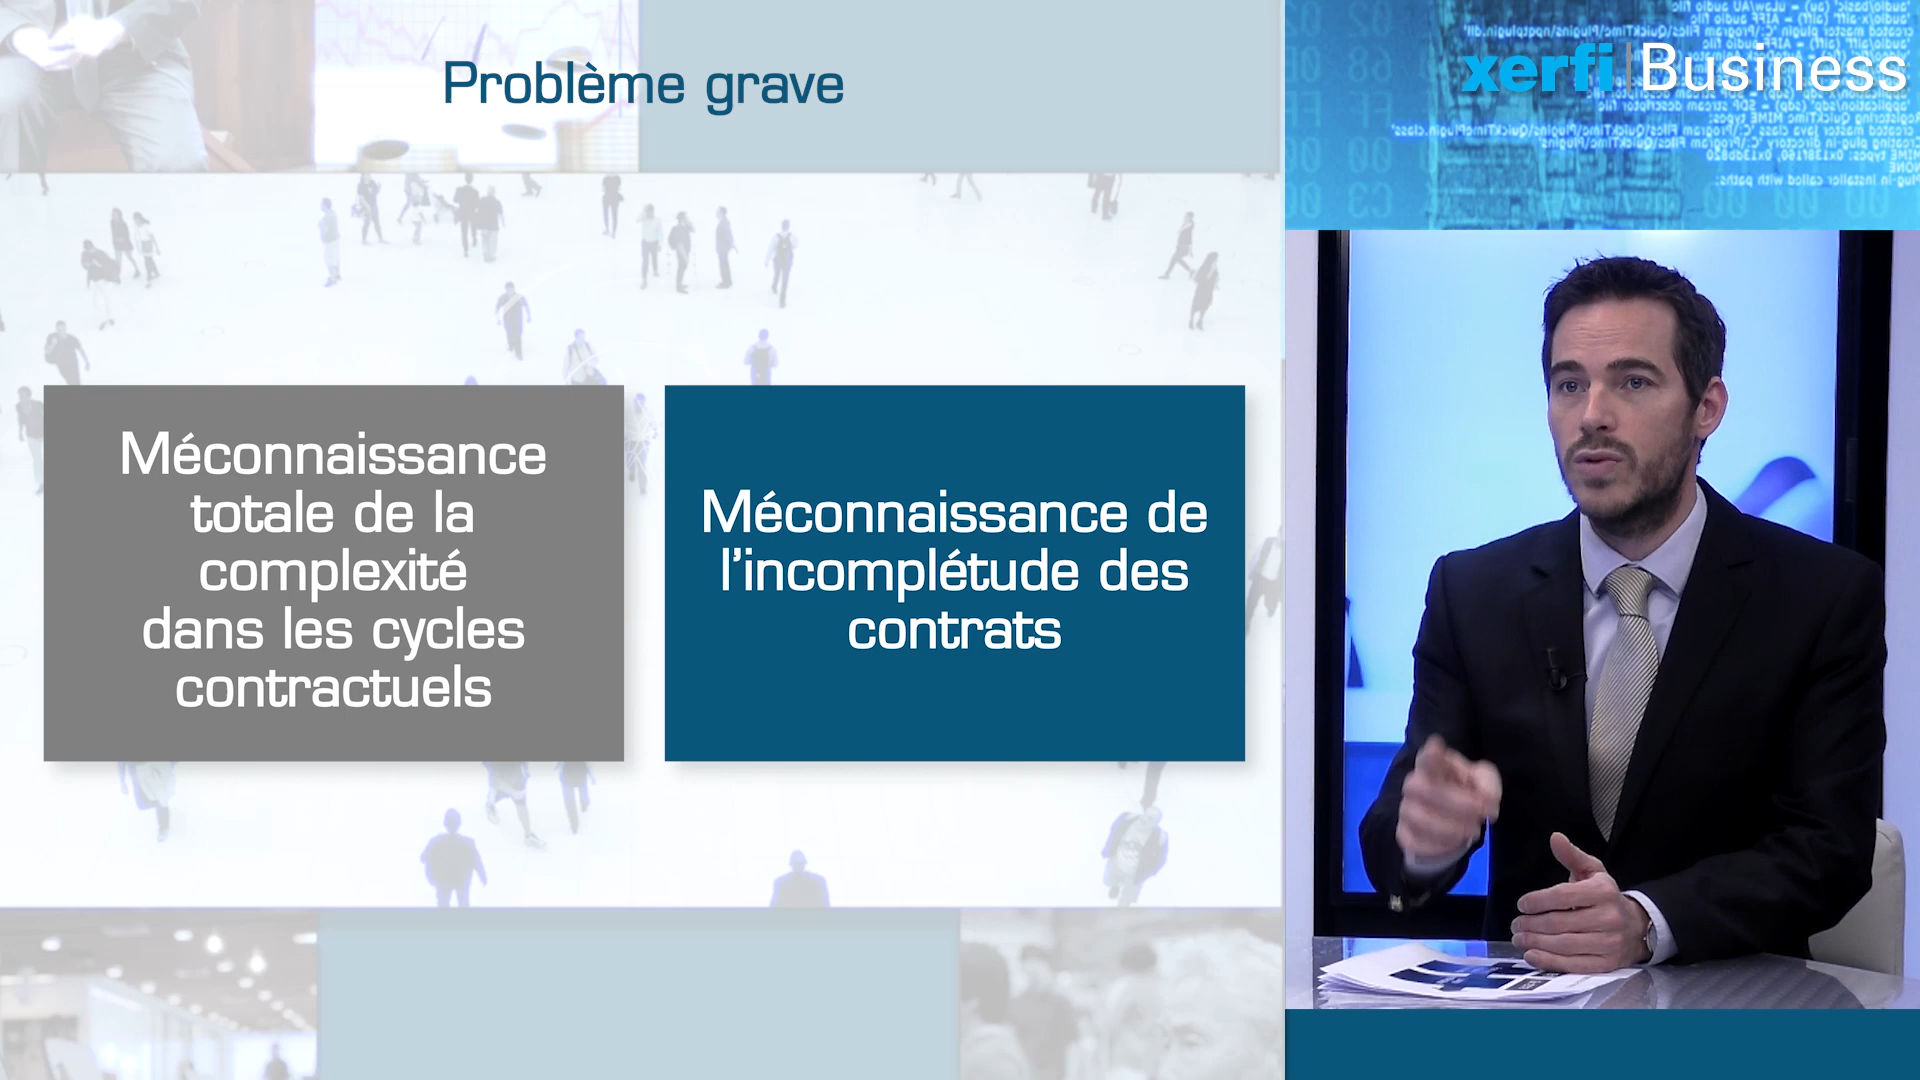 Problème grave
Méconnaissance
totale de la
complexité
dans les cycles
contractuels
Méconnaissance de
l'incomplétude des
contrats
xerfi Business